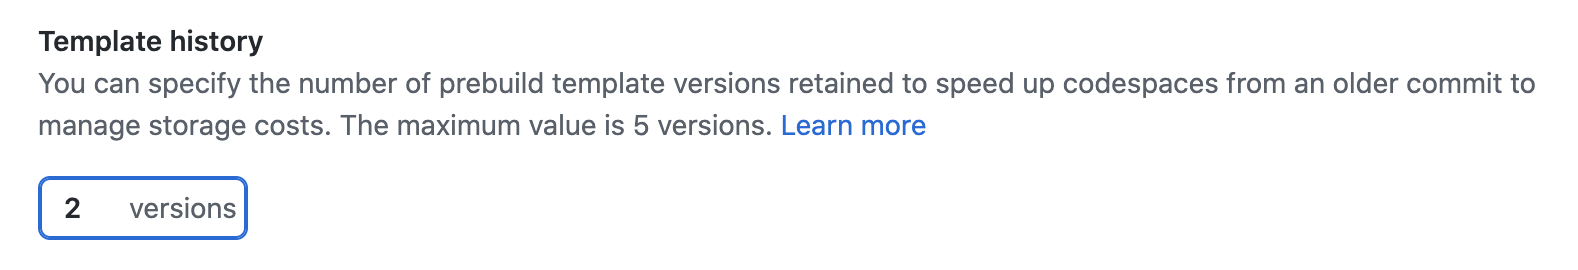 Template history
You can specify the number of prebuild template versions retained to speed up codespaces from an older commit to
manage storage costs. The maximum value is 5 versions. Learn more
2 versions